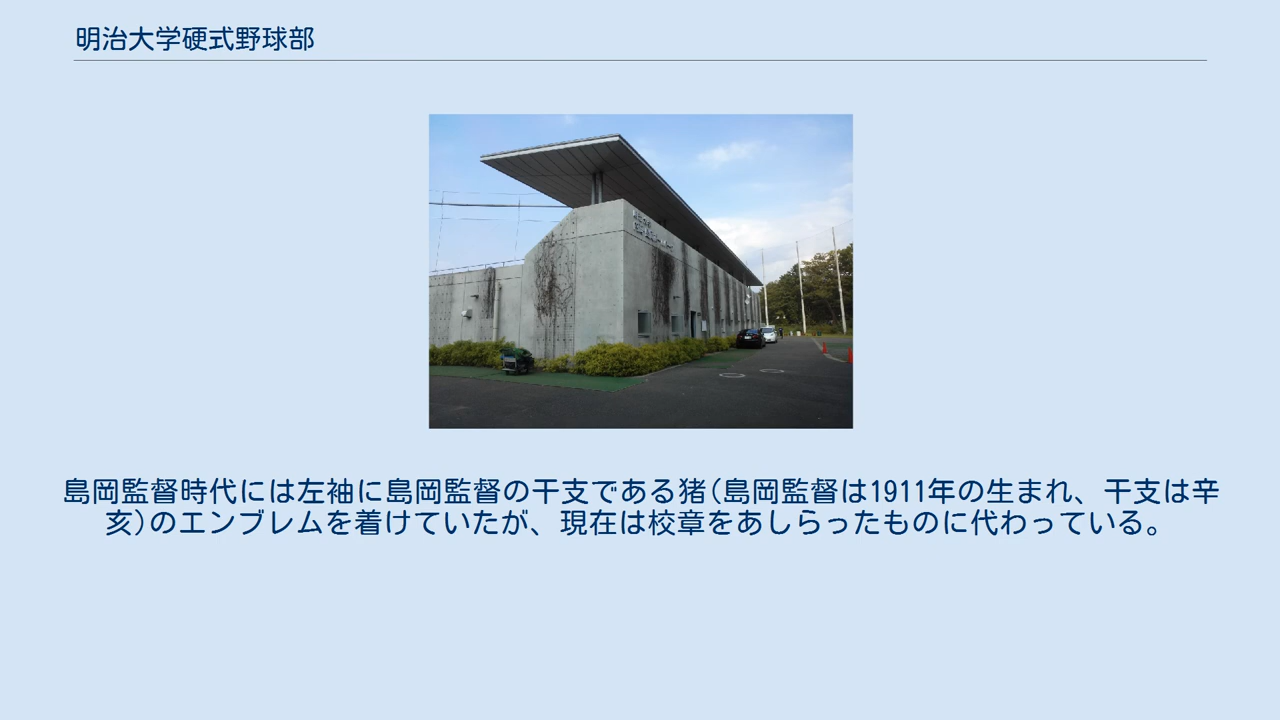 明治大学硬式野球部
島岡監督時代には左袖に島岡監督の干支である猪(島岡監督は1911年の生まれ、干支は辛
亥)のエンブレムを着けていたが、現在は校章をあしらったものに代わっている。